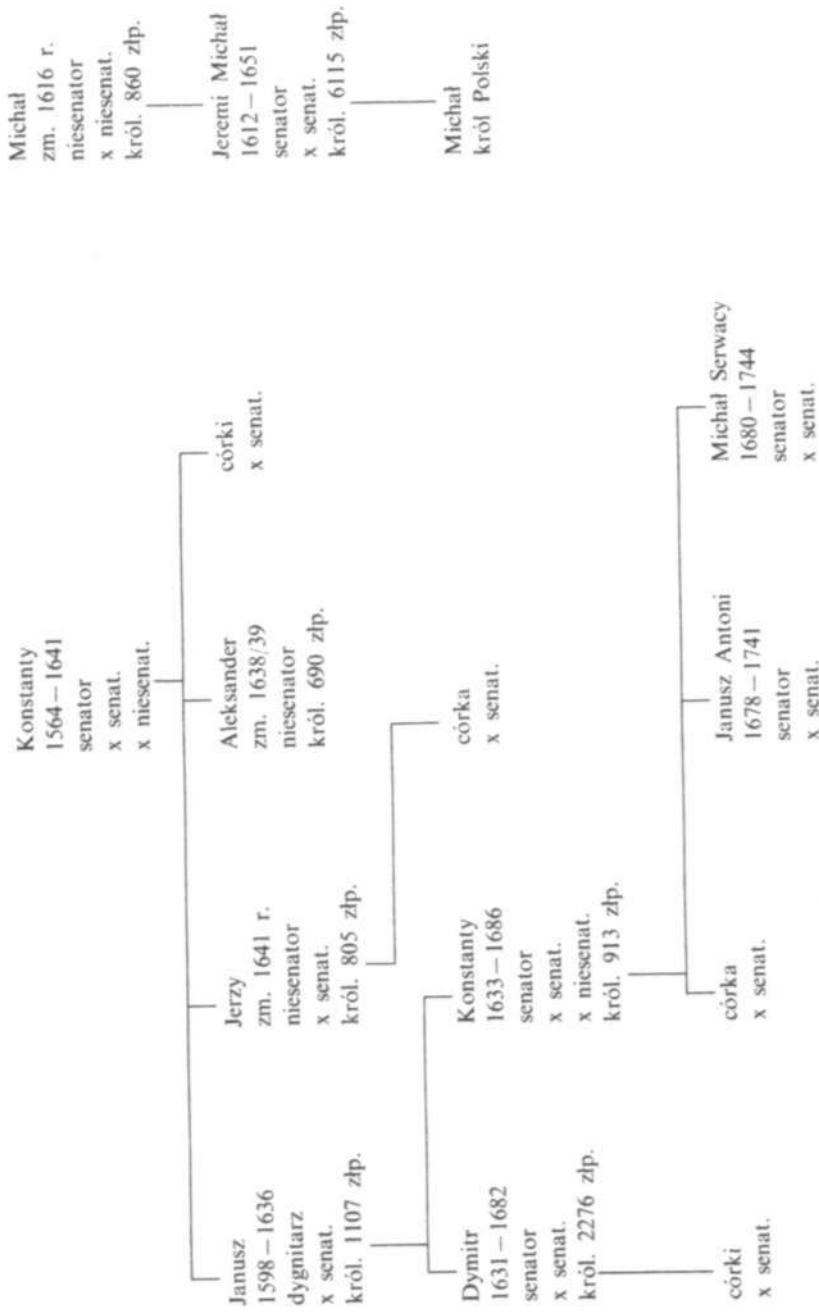 Konstanty
1564–1641
senator
x senat.
x niesenat.
Michał
zm. 1616 r.
niesenator
x niesenat.
król. 860 złp.
Janusz
1598–1636
dygnitarz
x senat.
król. 1107 złp.
Jerzy
zm. 1641 r.
niesenator
x senat.
król. 805 złp.
Aleksander
zm. 1638/39
niesenator
król. 690 złp.
córki
x senat.
Jeremi Michał
1612–1651
senator
x senat.
król. 6115 złp.
Dymitr
1631–1682
senator
x senat.
król. 2276 złp.
Konstanty
1633–1686
senator
x senat.
x niesenat.
król. 913 złp.
córka
x senat.
Michał
król Polski
córki
x senat.
córka
x senat.
Janusz Antoni
1678–1741
senator
x senat.
Michał Serwacy
1680–1744
senator
x senat.